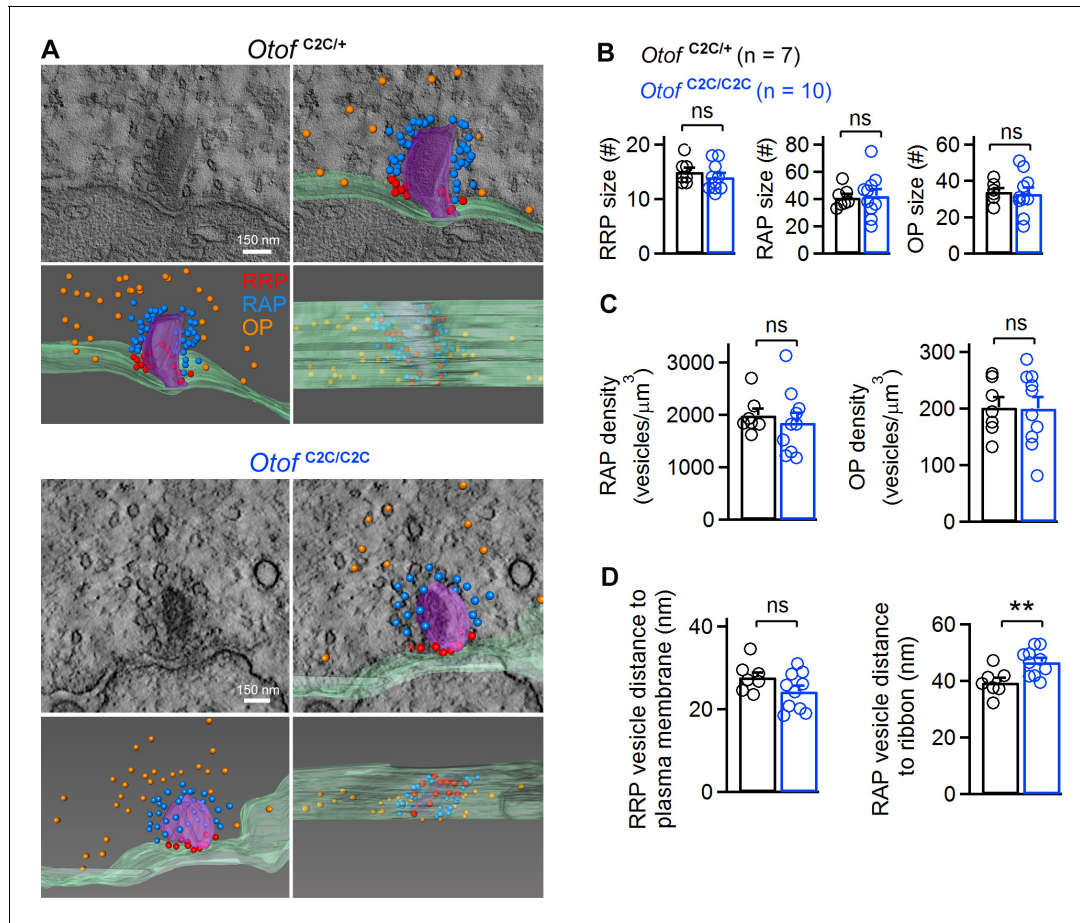 A
Otof C2C/+
150 nm
RRP
RAP
OP
Otof C2C/C2C
150 nm
B
Otof C2C/+ (n = 7)
Otof C2C/C2C (n = 10)
ns
20
10
0
RRP size (#)
ns
80
60
40
20
0
RAP size (#)
ns
60
40
20
0
OP size (#)
C
ns
3000
2000
1000
0
RAP density
(vesicles/µm3)
ns
300
200
100
0
OP density
(vesicles/µm3)
D
ns
40
20
0
RRP vesicle distance to
plasma membrane (nm)
**
60
40
20
0
RAP vesicle distance
to ribbon (nm)